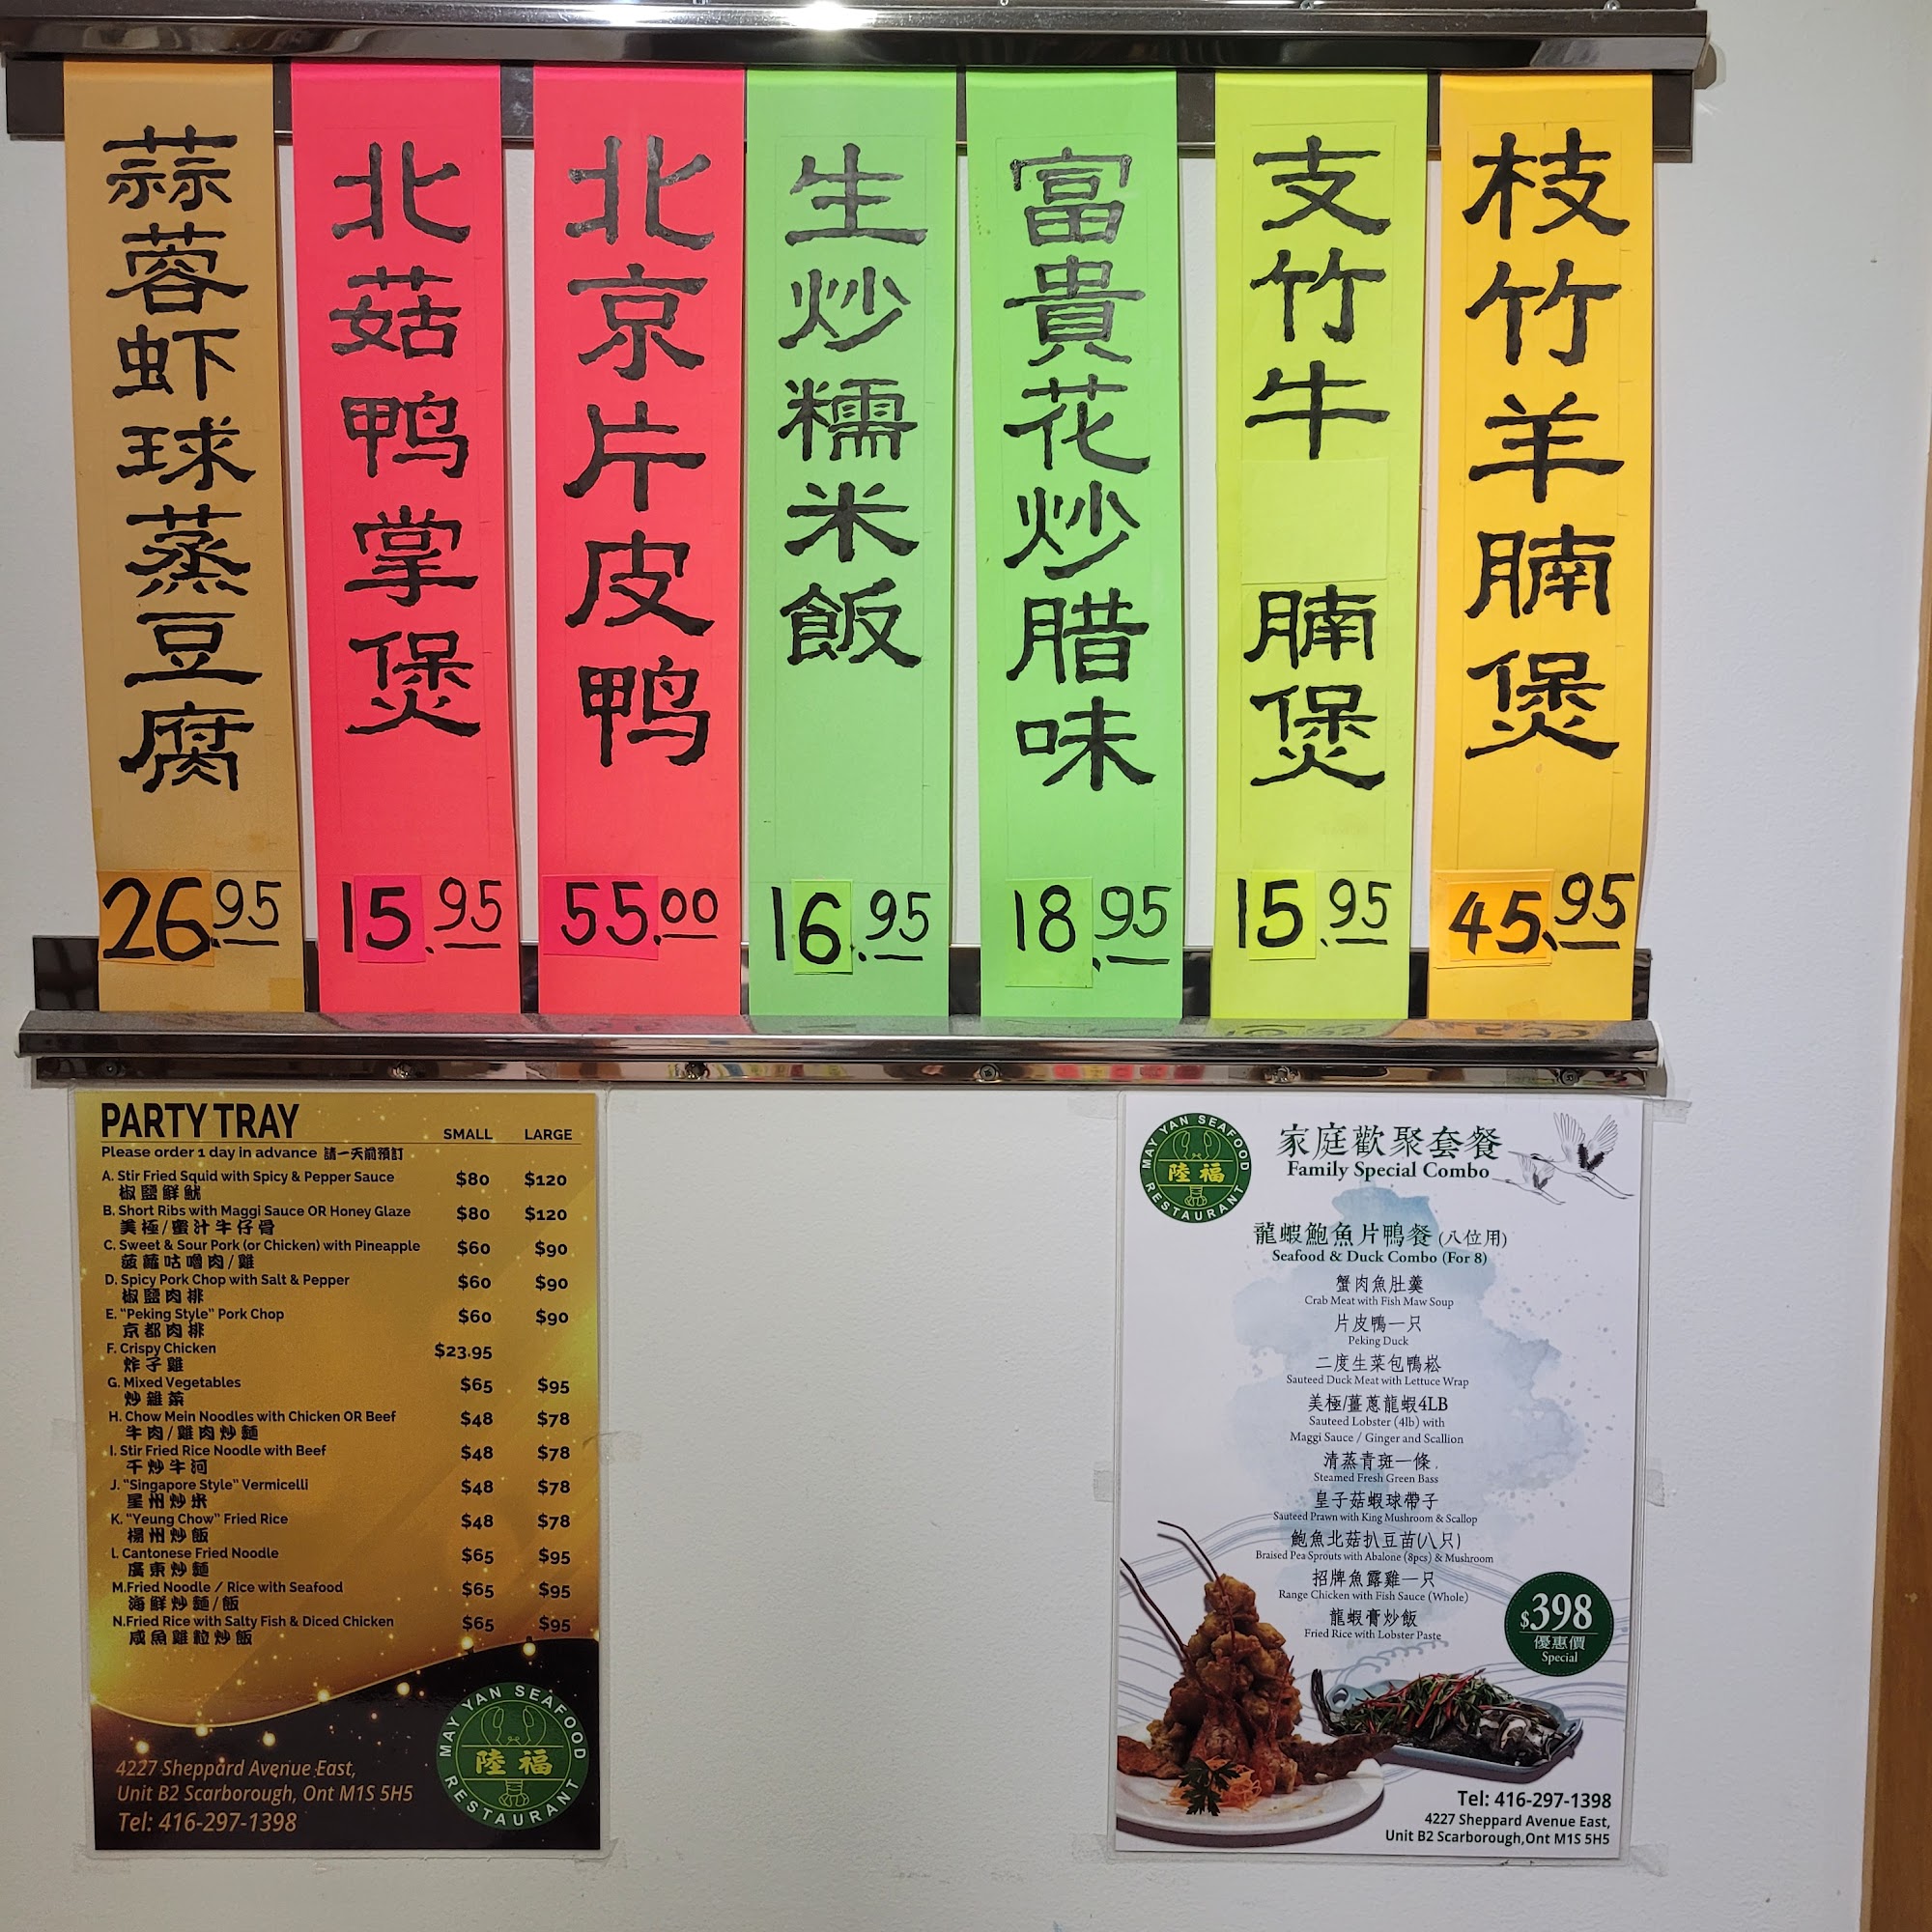 蒜蓉虾球蒸豆腐
26.95
北菇鸭掌煲
15.95
北京片皮鸭
55.00
生炒糯米飯
16.95
富貴花炒腊味
18.95
支竹牛腩煲
15.95
枝竹羊腩煲
45.95
PARTY TRAY
SMALL LARGE
Please order 1 day in advance 請一天前預訂
A. Stir Fried Squid with Spicy & Pepper Sauce $80 $120
椒鹽鮮魷
B. Short Ribs with Maggi Sauce OR Honey Glaze $80 $120
美極/蜜汁牛仔骨
C. Sweet & Sour Pork (or Chicken) with Pineapple $60 $90
菠蘿咕嚕肉/雞
D. Spicy Pork Chop with Salt & Pepper $60 $90
椒鹽肉排
E. "Peking Style" Pork Chop $60 $90
京都肉排
F. Crispy Chicken $23.95
炸子雞
G. Mixed Vegetables $65 $95
炒雜菜
H. Chow Mein Noodles with Chicken OR Beef $48 $78
牛肉/雞肉炒麵
I. Stir Fried Rice Noodle with Beef $48 $78
干炒牛河
J. "Singapore Style" Vermicelli $48 $78
星州炒米
K. "Yeung Chow" Fried Rice $48 $78
楊州炒飯
L. Cantonese Fried Noodle $65 $95
廣東炒麵
M.Fried Noodle / Rice with Seafood $65 $95
海鮮炒麵/飯
N.Fried Rice with Salty Fish & Diced Chicken $65 $95
咸魚雞粒炒飯
MAY YAN SEAFOOD
陸福
RESTAURANT
4227 Sheppard Avenue East,
Unit B2 Scarborough, Ont M1S 5H5
Tel: 416-297-1398
MAY YAN SEAFOOD
陸福
RESTAURANT
家庭歡聚套餐
Family Special Combo
龍蝦鮑魚片鴨餐 (八位用)
Seafood & Duck Combo (For 8)
蟹肉魚肚羹
Crab Meat with Fish Maw Soup
片皮鴨一只
Peking Duck
二度生菜包鴨崧
Sauteed Duck Meat with Lettuce Wrap
美極/薑蔥龍蝦4LB
Sauteed Lobster (4lb) with
Maggi Sauce / Ginger and Scallion
清蒸青斑一條
Steamed Fresh Green Bass
皇子菇蝦球帶子
Sauteed Prawn with King Mushroom & Scallop
鮑魚北菇扒豆苗(八只)
Braised Pea Sprouts with Abalone (8pcs) & Mushroom
招牌魚露雞一只
Range Chicken with Fish Sauce (Whole)
龍蝦膏炒飯
Fried Rice with Lobster Paste
$398
優惠價
Special
Tel: 416-297-1398
4227 Sheppard Avenue East,
Unit B2 Scarborough,Ont M1S 5H5